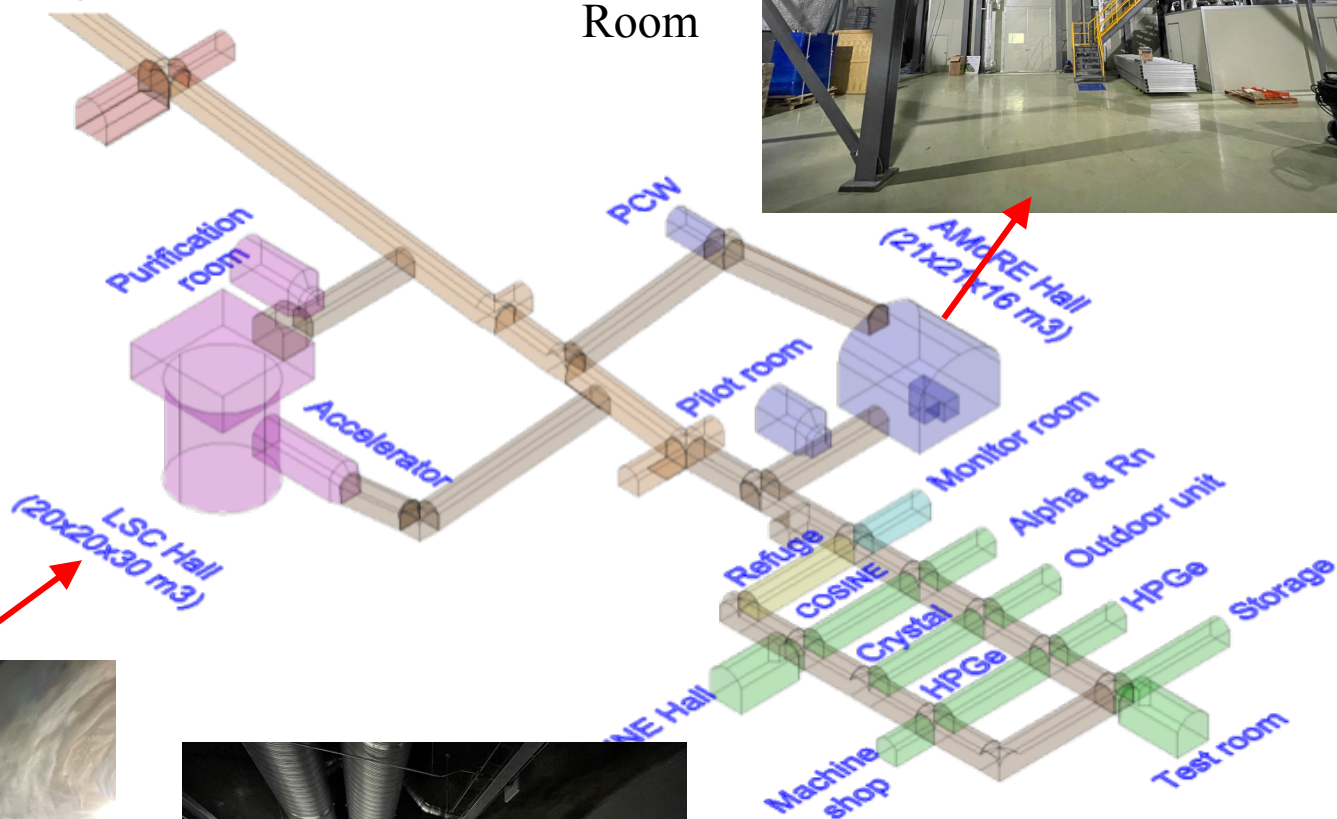 Room
PCW
Purification
room
AMoRE Hall
(21x21x16 m3)
Pilot room
Accelerator
Monitor room
LSC Hall
(20x20x30 m3)
Alpha & Rn
Refuge
Outdoor unit
COSINE
HPGe
Crystal
Storage
HPGe
NE Hall
Machine
shop
Test room